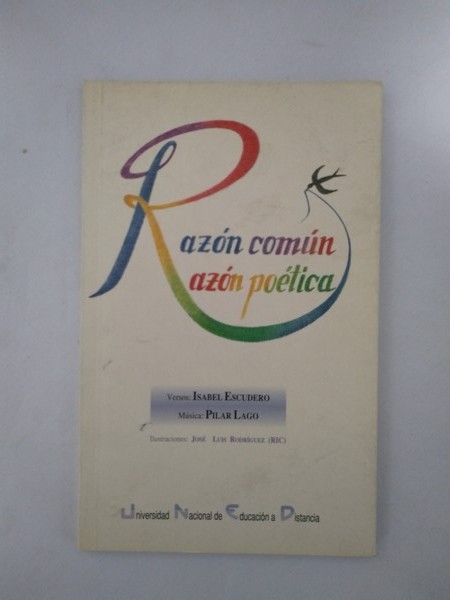 Razón común
Razón poética
Versos: ISABEL ESCUDERO
Música: PILAR LAGO
Ilustraciones: JOSÉ LUIS RODRÍGUEZ (RIC)
Universidad Nacional de Educación a Distancia